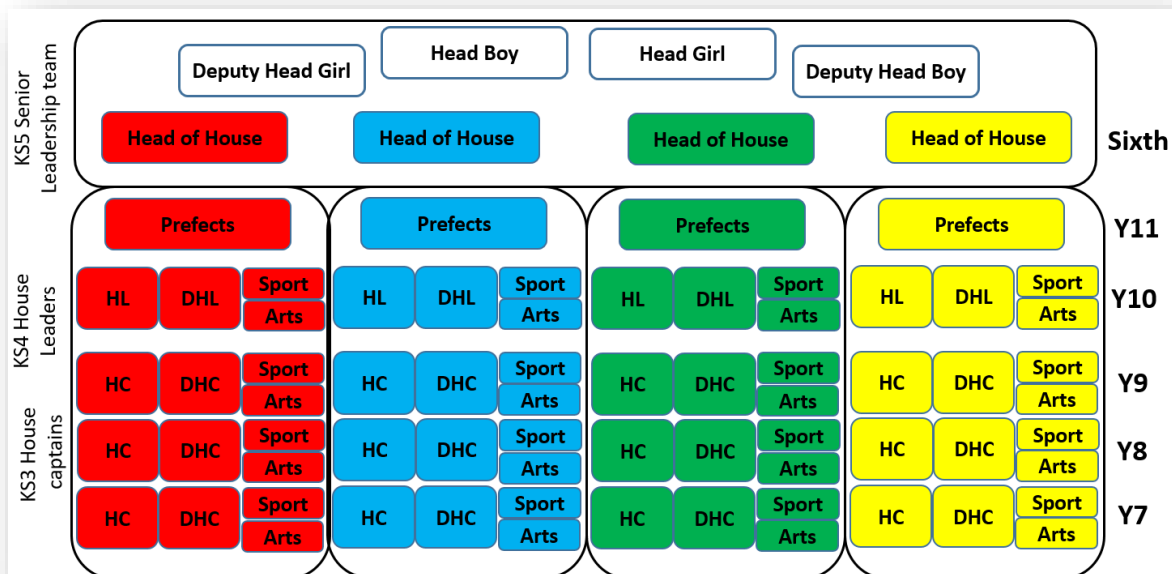 KS5 Senior
Leadership team
Deputy Head Girl
Head Boy
Head Girl
Deputy Head Boy
Head of House
Head of House
Head of House
Head of House
Sixth
Prefects
Prefects
Prefects
Prefects
Y11
KS4 House
Leaders
HL
DHL
Sport
Arts
HL
DHL
Sport
Arts
HL
DHL
Sport
Arts
HL
DHL
Sport
Arts
Y10
KS3 House
captains
HC
DHC
Sport
Arts
HC
DHC
Sport
Arts
HC
DHC
Sport
Arts
HC
DHC
Sport
Arts
Y9
HC
DHC
Sport
Arts
HC
DHC
Sport
Arts
HC
DHC
Sport
Arts
HC
DHC
Sport
Arts
Y8
HC
DHC
Sport
Arts
HC
DHC
Sport
Arts
HC
DHC
Sport
Arts
HC
DHC
Sport
Arts
Y7